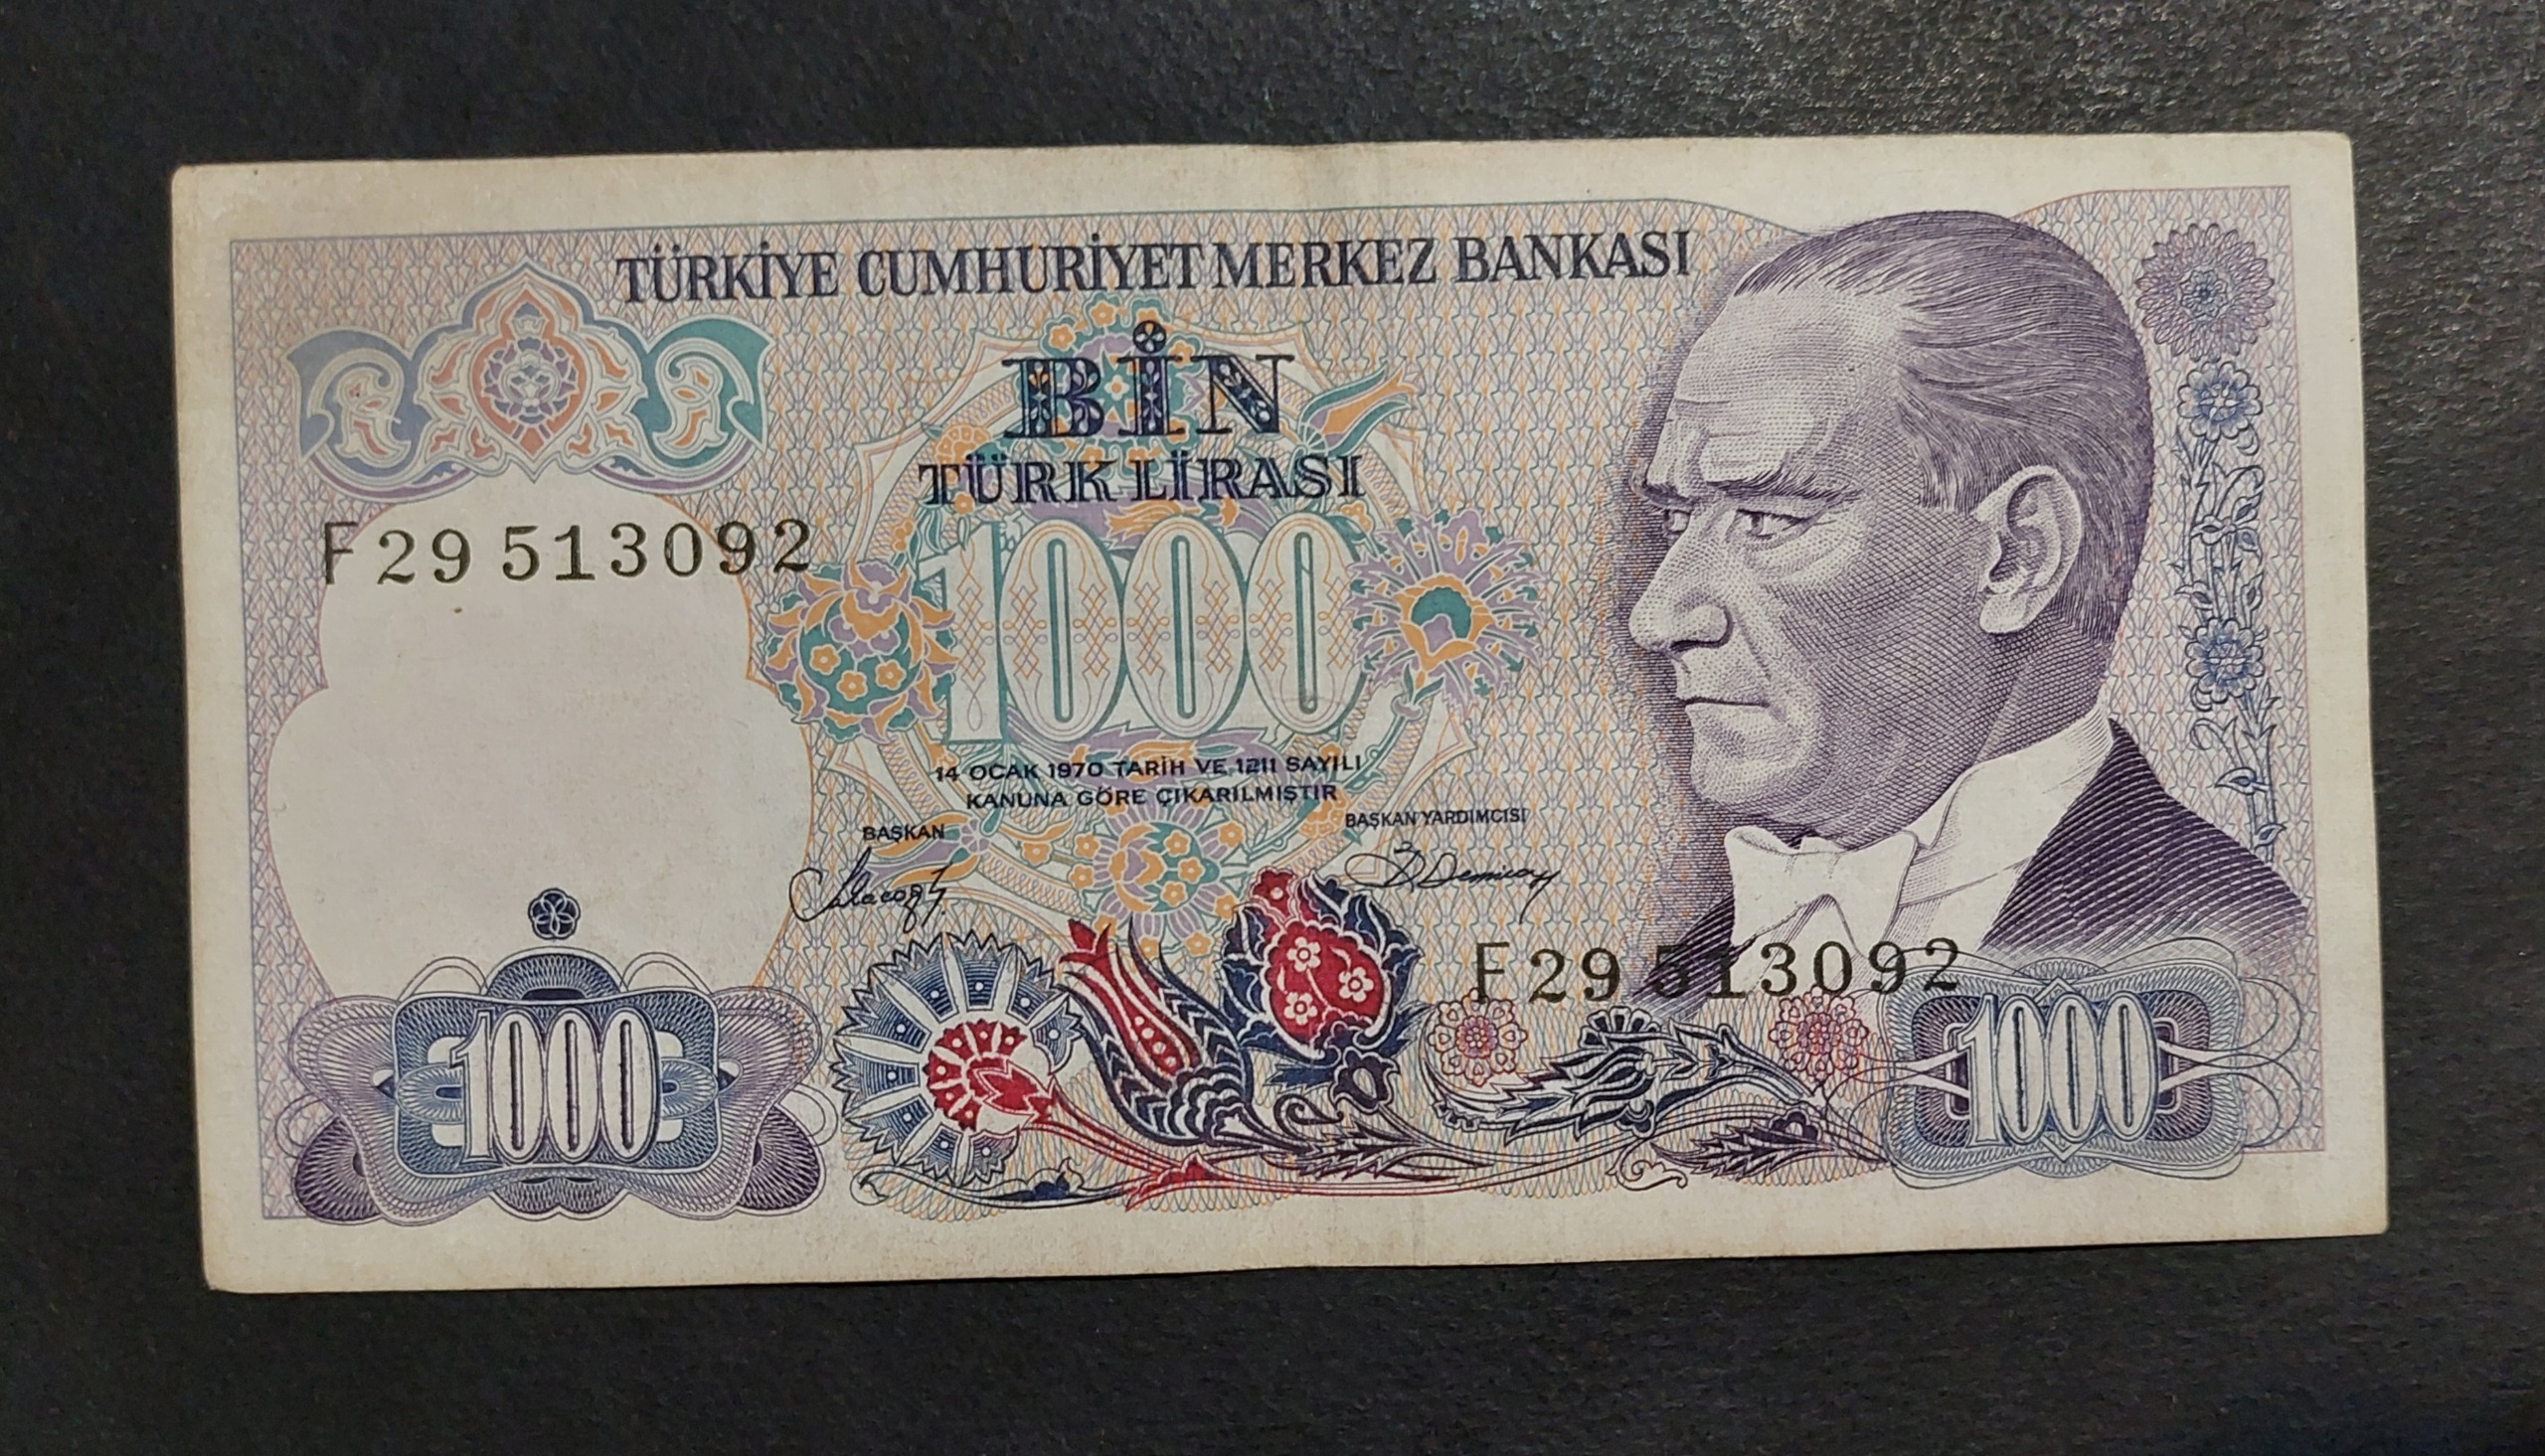 TÜRKİYE CUMHURİYET MERKEZ BANKASI
BİN
TÜRK LİRASI
F29 513092
1000
14 OCAK 1970 TARİH VE 1211 SAYILI
KANUNA GÖRE ÇIKARILMIŞTIR
BAŞKAN
BAŞKAN YARDIMCISI
F29 513092
1000
1000